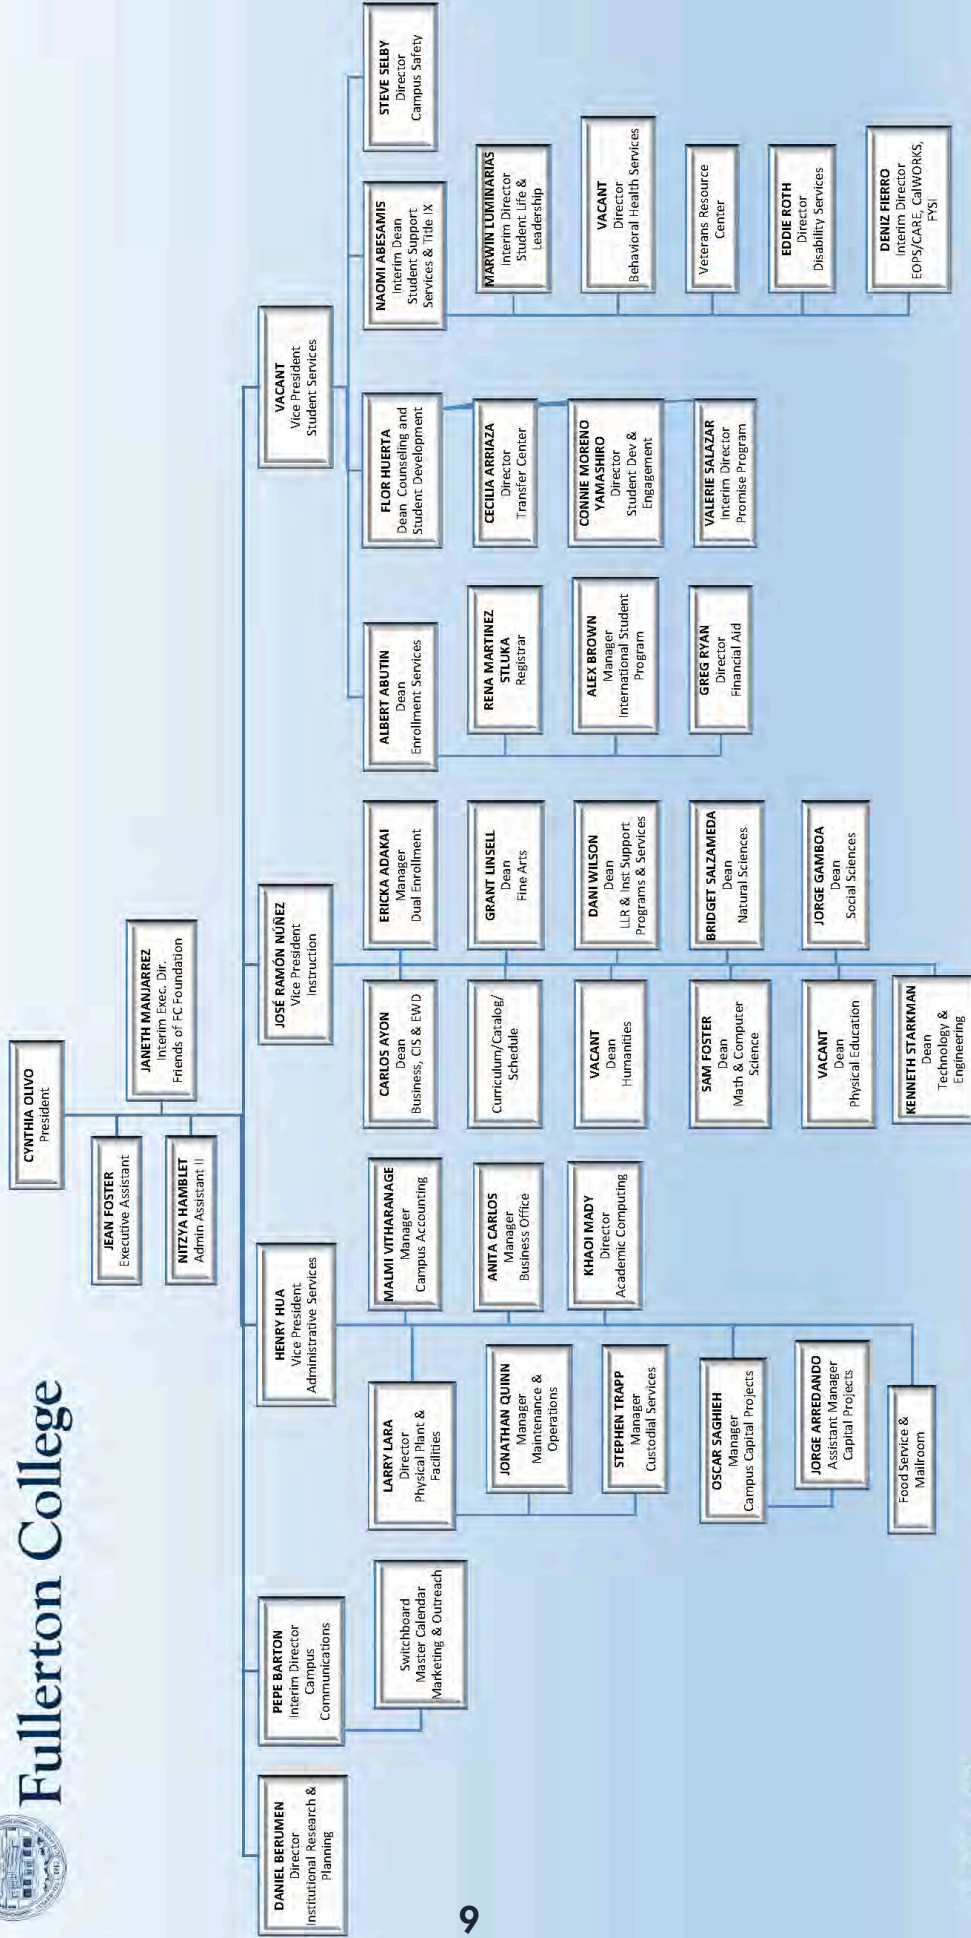 Fullerton College
CYNTHIA OLIVO
President
JEAN FOSTER
Executive Assistant
JANETH MANJARREZ
Interim Exec. Dir.
Friends of FC Foundation
NITZYA HAMBLET
Admin Assistant II
DANIEL BERUMEN
Director
Institutional Research &
Planning
PEPE BARTON
Interim Director
Campus
Communications
Switchboard
Master Calendar
Marketing & Outreach
HENRY HUA
Vice President
Administrative Services
LARRY LARA
Director
Physical Plant &
Facilities
MALMI VITHARANAGE
Manager
Campus Accounting
JONATHAN QUINN
Manager
Maintenance &
Operations
ANITA CARLOS
Manager
Business Office
STEPHEN TRAPP
Manager
Custodial Services
KHAOI MADY
Director
Academic Computing
OSCAR SAGHIEH
Manager
Campus Capital Projects
JORGE ARREDANDO
Assistant Manager
Capital Projects
Food Service &
Mailroom
JOSÉ RAMÓN NÚÑEZ
Vice President
Instruction
CARLOS AYON
Dean
Business, CIS & EWD
ERICKA ADAKAI
Manager
Dual Enrollment
Curriculum/Catalog/
Schedule
GRANT LINSELL
Dean
Fine Arts
VACANT
Dean
Humanities
DANI WILSON
Dean
LLR & Inst Support
Programs & Services
SAM FOSTER
Dean
Math & Computer
Science
BRIDGET SALZAMEDA
Dean
Natural Sciences
VACANT
Dean
Physical Education
JORGE GAMBOA
Dean
Social Sciences
KENNETH STARKMAN
Dean
Technology &
Engineering
VACANT
Vice President
Student Services
ALBERT ABUTIN
Dean
Enrollment Services
RENA MARTINEZ
STLUKA
Registrar
ALEX BROWN
Manager
International Student
Program
GREG RYAN
Director
Financial Aid
FLOR HUERTA
Dean Counseling and
Student Development
CECILIA ARRIAZA
Director
Transfer Center
CONNIE MORENO
YAMASHIRO
Director
Student Dev &
Engagement
VALERIE SALAZAR
Interim Director
Promise Program
NAOMI ABESAMIS
Interim Dean
Student Support
Services & Title IX
MARWIN LUMINARIAS
Interim Director
Student Life &
Leadership
VACANT
Director
Behavioral Health Services
Veterans Resource
Center
EDDIE ROTH
Director
Disability Services
DENIZ FIERRO
Interim Director
EOPS/CARE, CalWORKS,
FYSI
STEVE SELBY
Director
Campus Safety
9